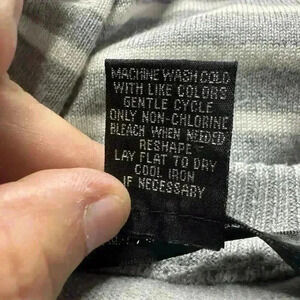 MACHINE WASH COLD
WITH LIKE COLORS
GENTLE CYCLE
ONLY NON-CHLORINE
BLEACH WHEN NEEDED
RESHAPE
LAY FLAT TO DRY
COOL IRON
IF NECESSARY